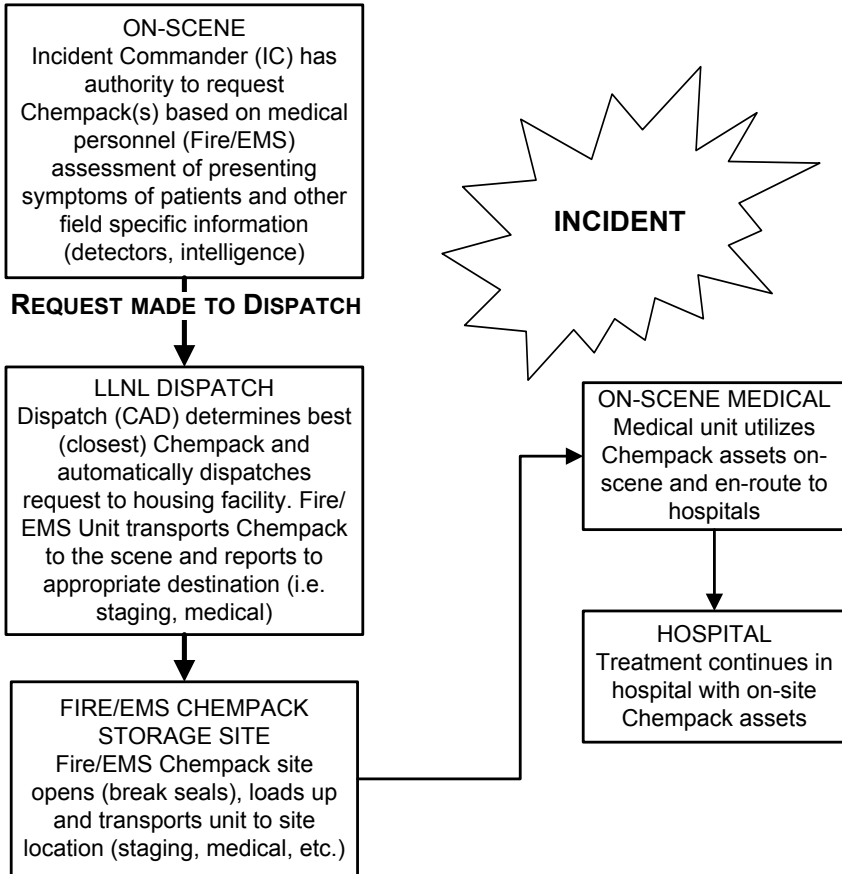 ON-SCENE
Incident Commander (IC) has
authority to request
Chempack(s) based on medical
personnel (Fire/EMS)
assessment of presenting
symptoms of patients and other
field specific information
(detectors, intelligence)
INCIDENT
REQUEST MADE TO DISPATCH
LLNL DISPATCH
Dispatch (CAD) determines best
(closest) Chempack and
automatically dispatches
request to housing facility. Fire/
EMS Unit transports Chempack
to the scene and reports to
appropriate destination (i.e.
staging, medical)
FIRE/EMS CHEMPACK
STORAGE SITE
Fire/EMS Chempack site
opens (break seals), loads up
and transports unit to site
location (staging, medical, etc.)
ON-SCENE MEDICAL
Medical unit utilizes
Chempack assets on-
scene and en-route to
hospitals
HOSPITAL
Treatment continues in
hospital with on-site
Chempack assets